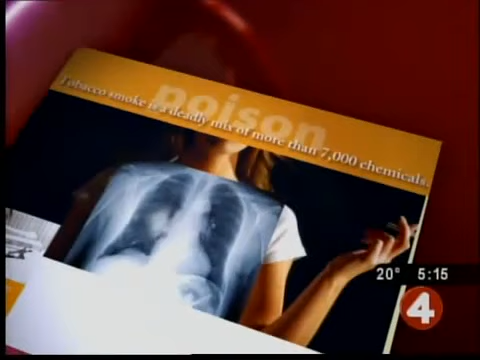 poison
Tobacco smoke is a deadly mix of more than 7,000 chemicals.
20° 5:15
4